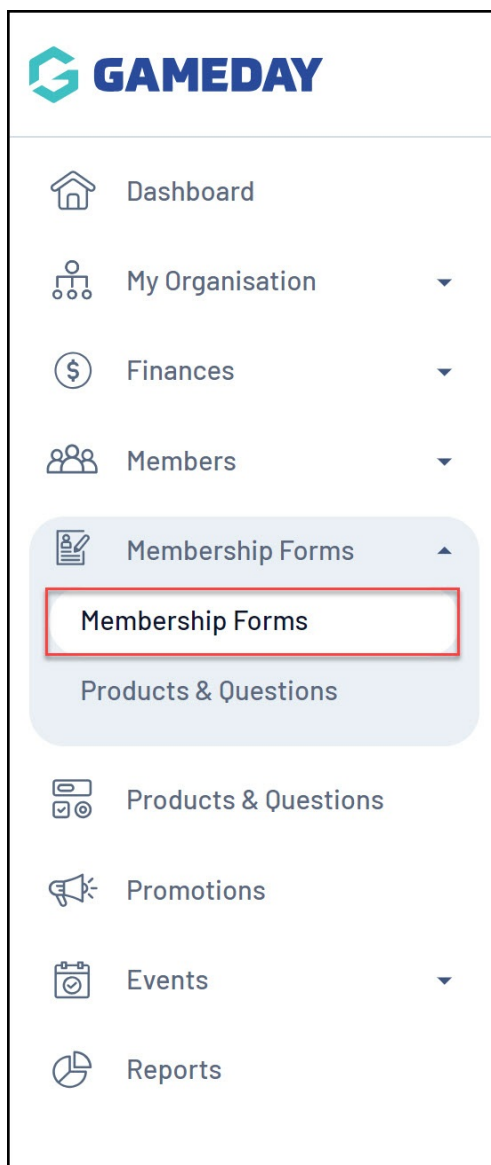 GAMEDAY
Dashboard
My Organisation
Finances
Members
Membership Forms
Membership Forms
Products & Questions
Products & Questions
Promotions
Events
Reports